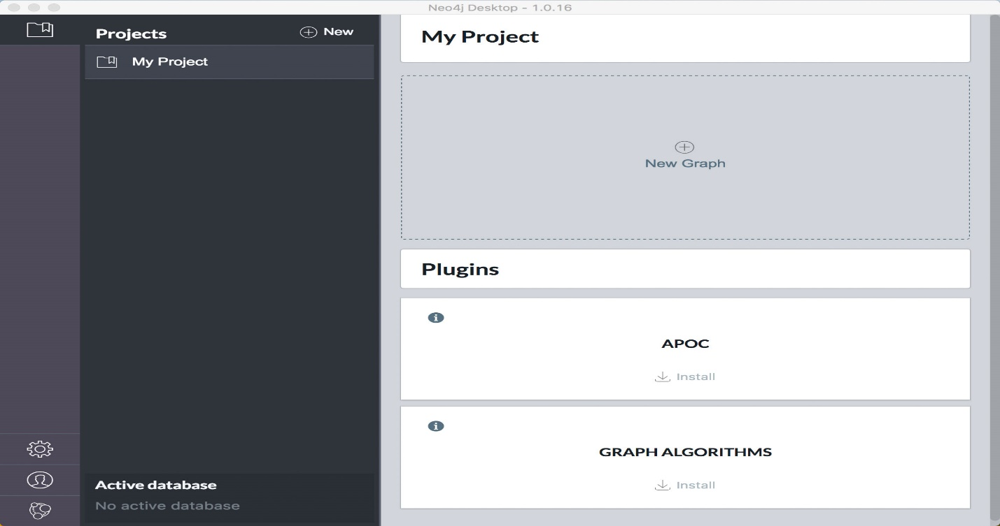 Neo4j Desktop - 1.0.16
Projects
New
My Project
Active database
No active database
My Project
New Graph
Plugins
APOC
Install
GRAPH ALGORITHMS
Install